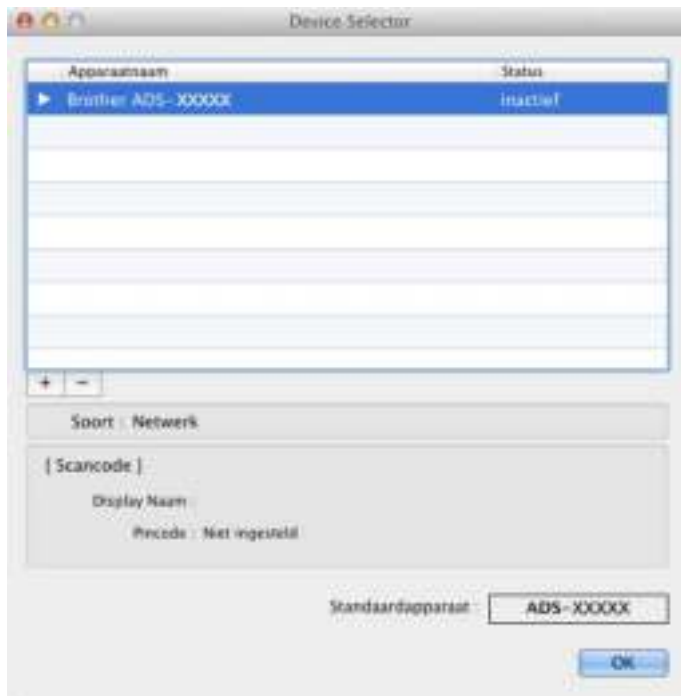 Device Selector
Apparaatnaam Status
Brother ADS-XXXXX inactief
+ −
Soort : Netwerk
[ Scancode ]
Display Naam :
Pincode : Niet ingesteld
Standaardapparaat : ADS-XXXXX
OK